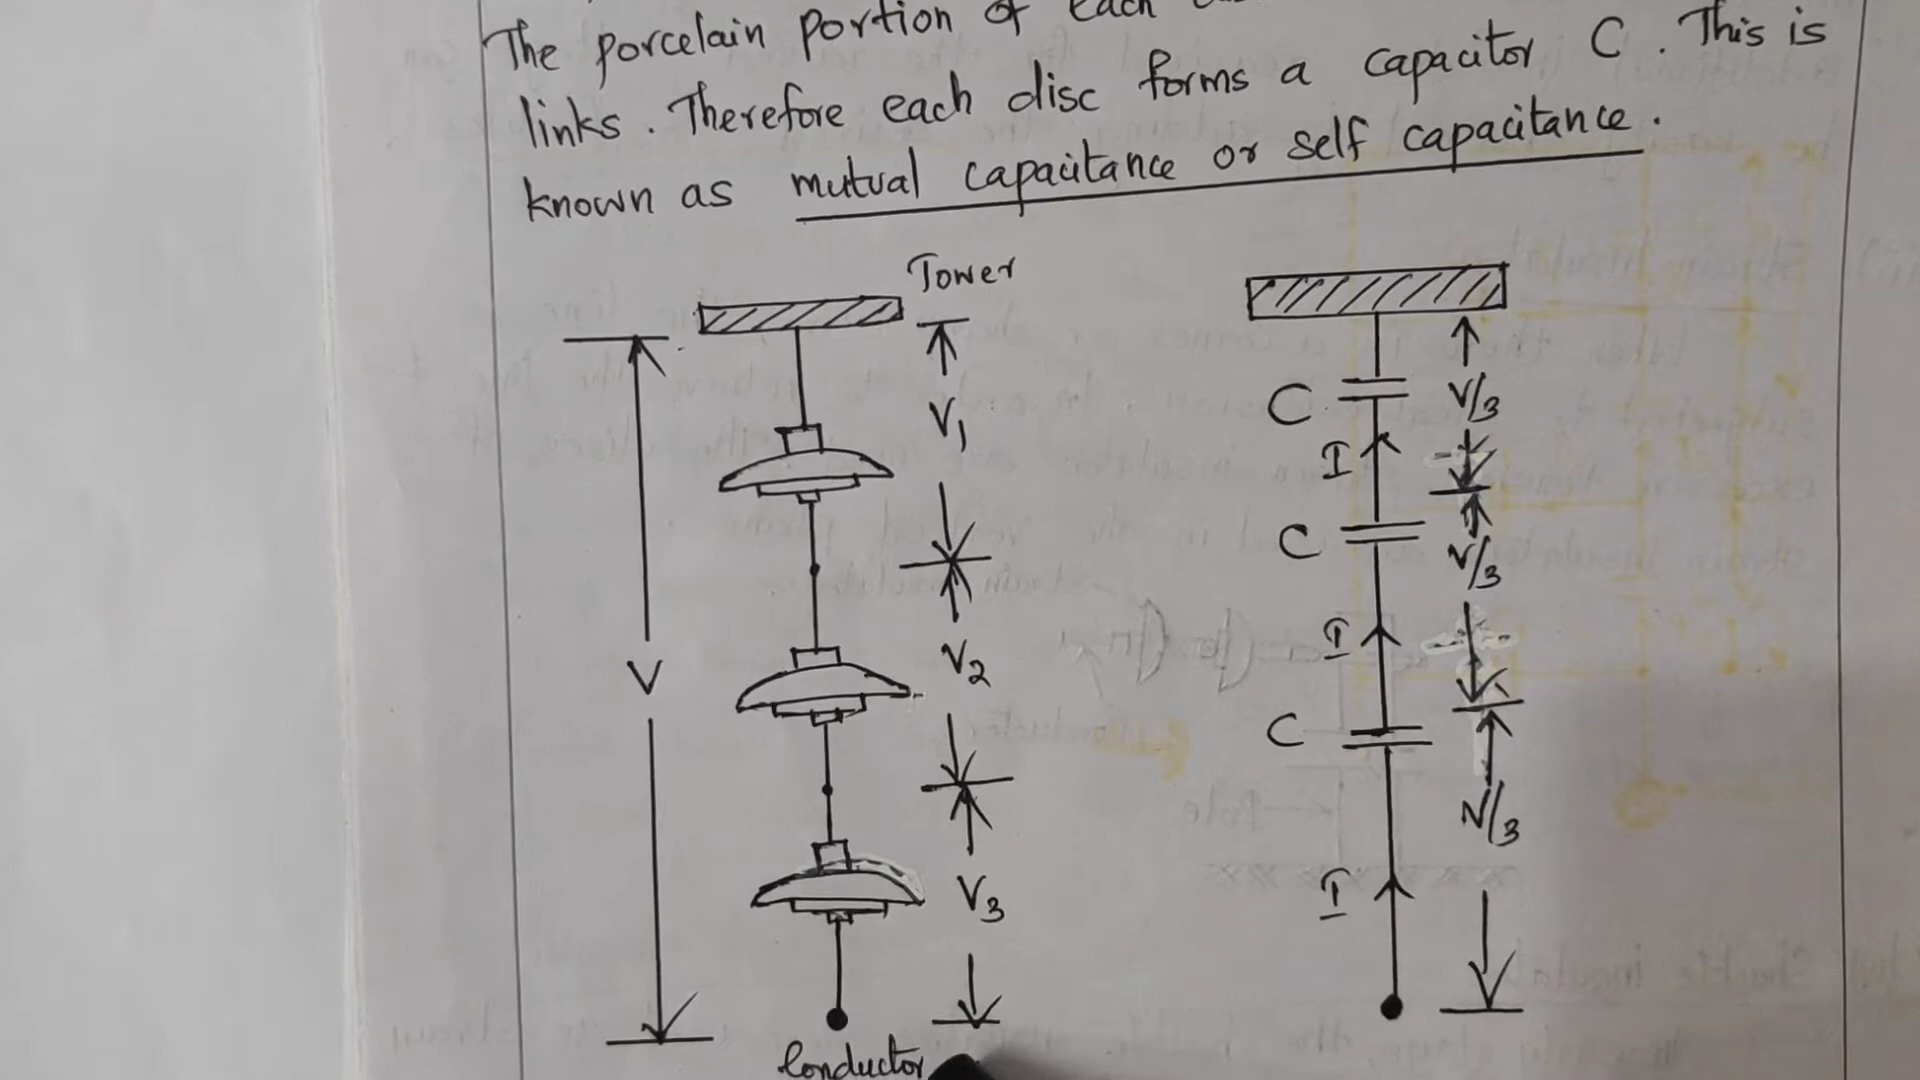 The porcelain portion of each
links. Therefore each disc forms a capacitor C. This is
known as mutual capacitance or self capacitance.
Tower
V
V1
V2
V3
Conductor
C
V/3
I
C
V/3
I
C
V/3
I